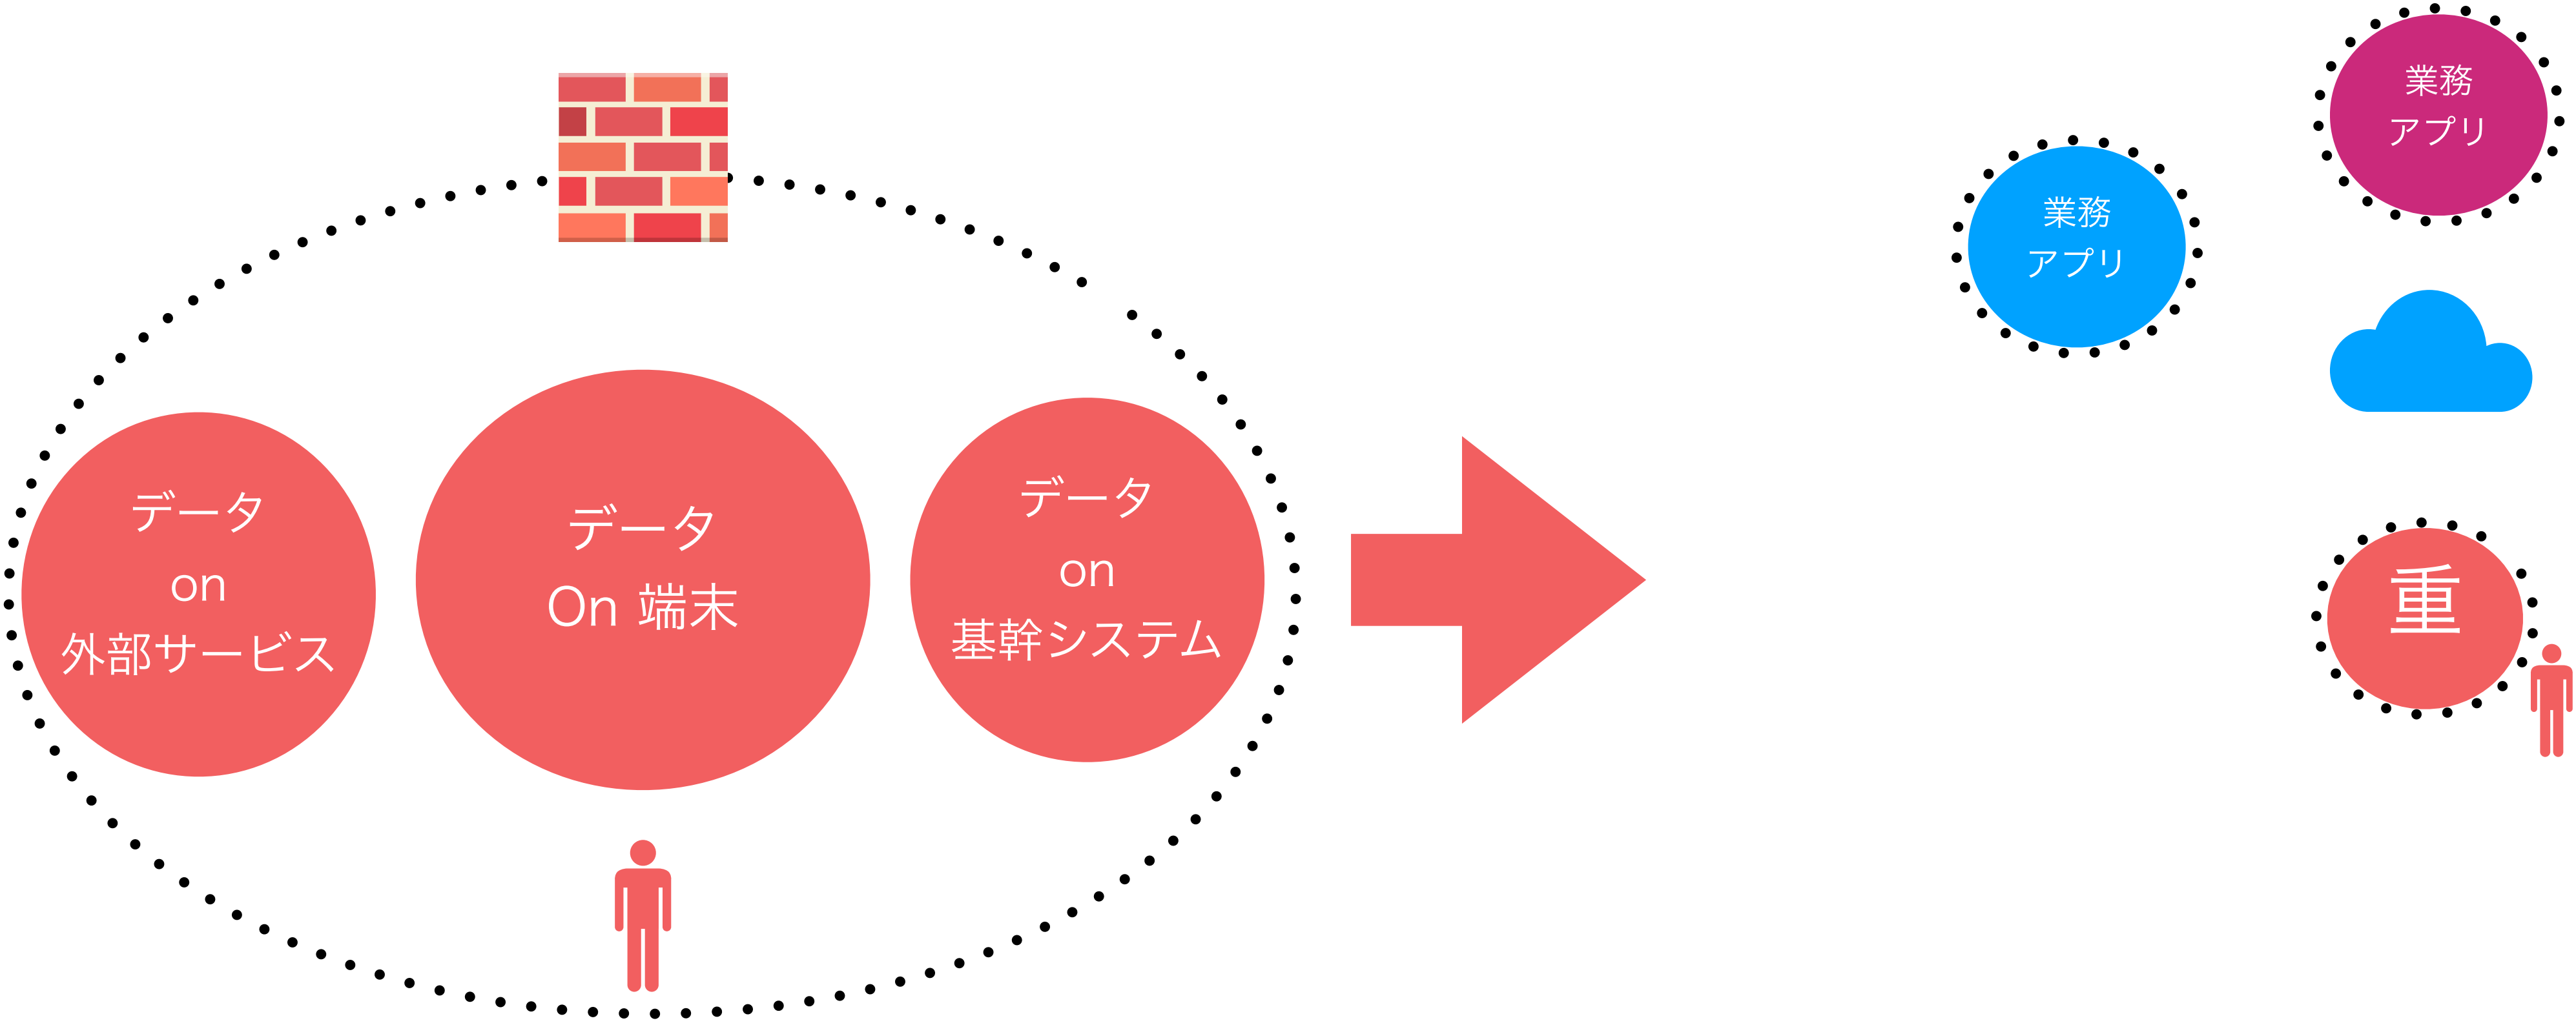 データ
on
外部サービス
データ
On 端末
データ
on
基幹システム
業務
アプリ
業務
アプリ
重